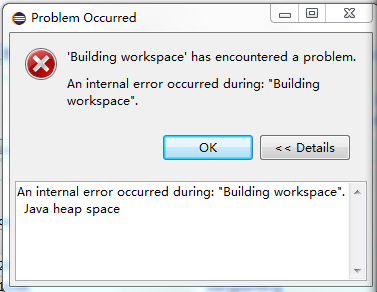 Problem Occurred
'Building workspace' has encountered a problem.
An internal error occurred during: "Building
workspace".
OK
<< Details
An internal error occurred during: "Building workspace".
Java heap space